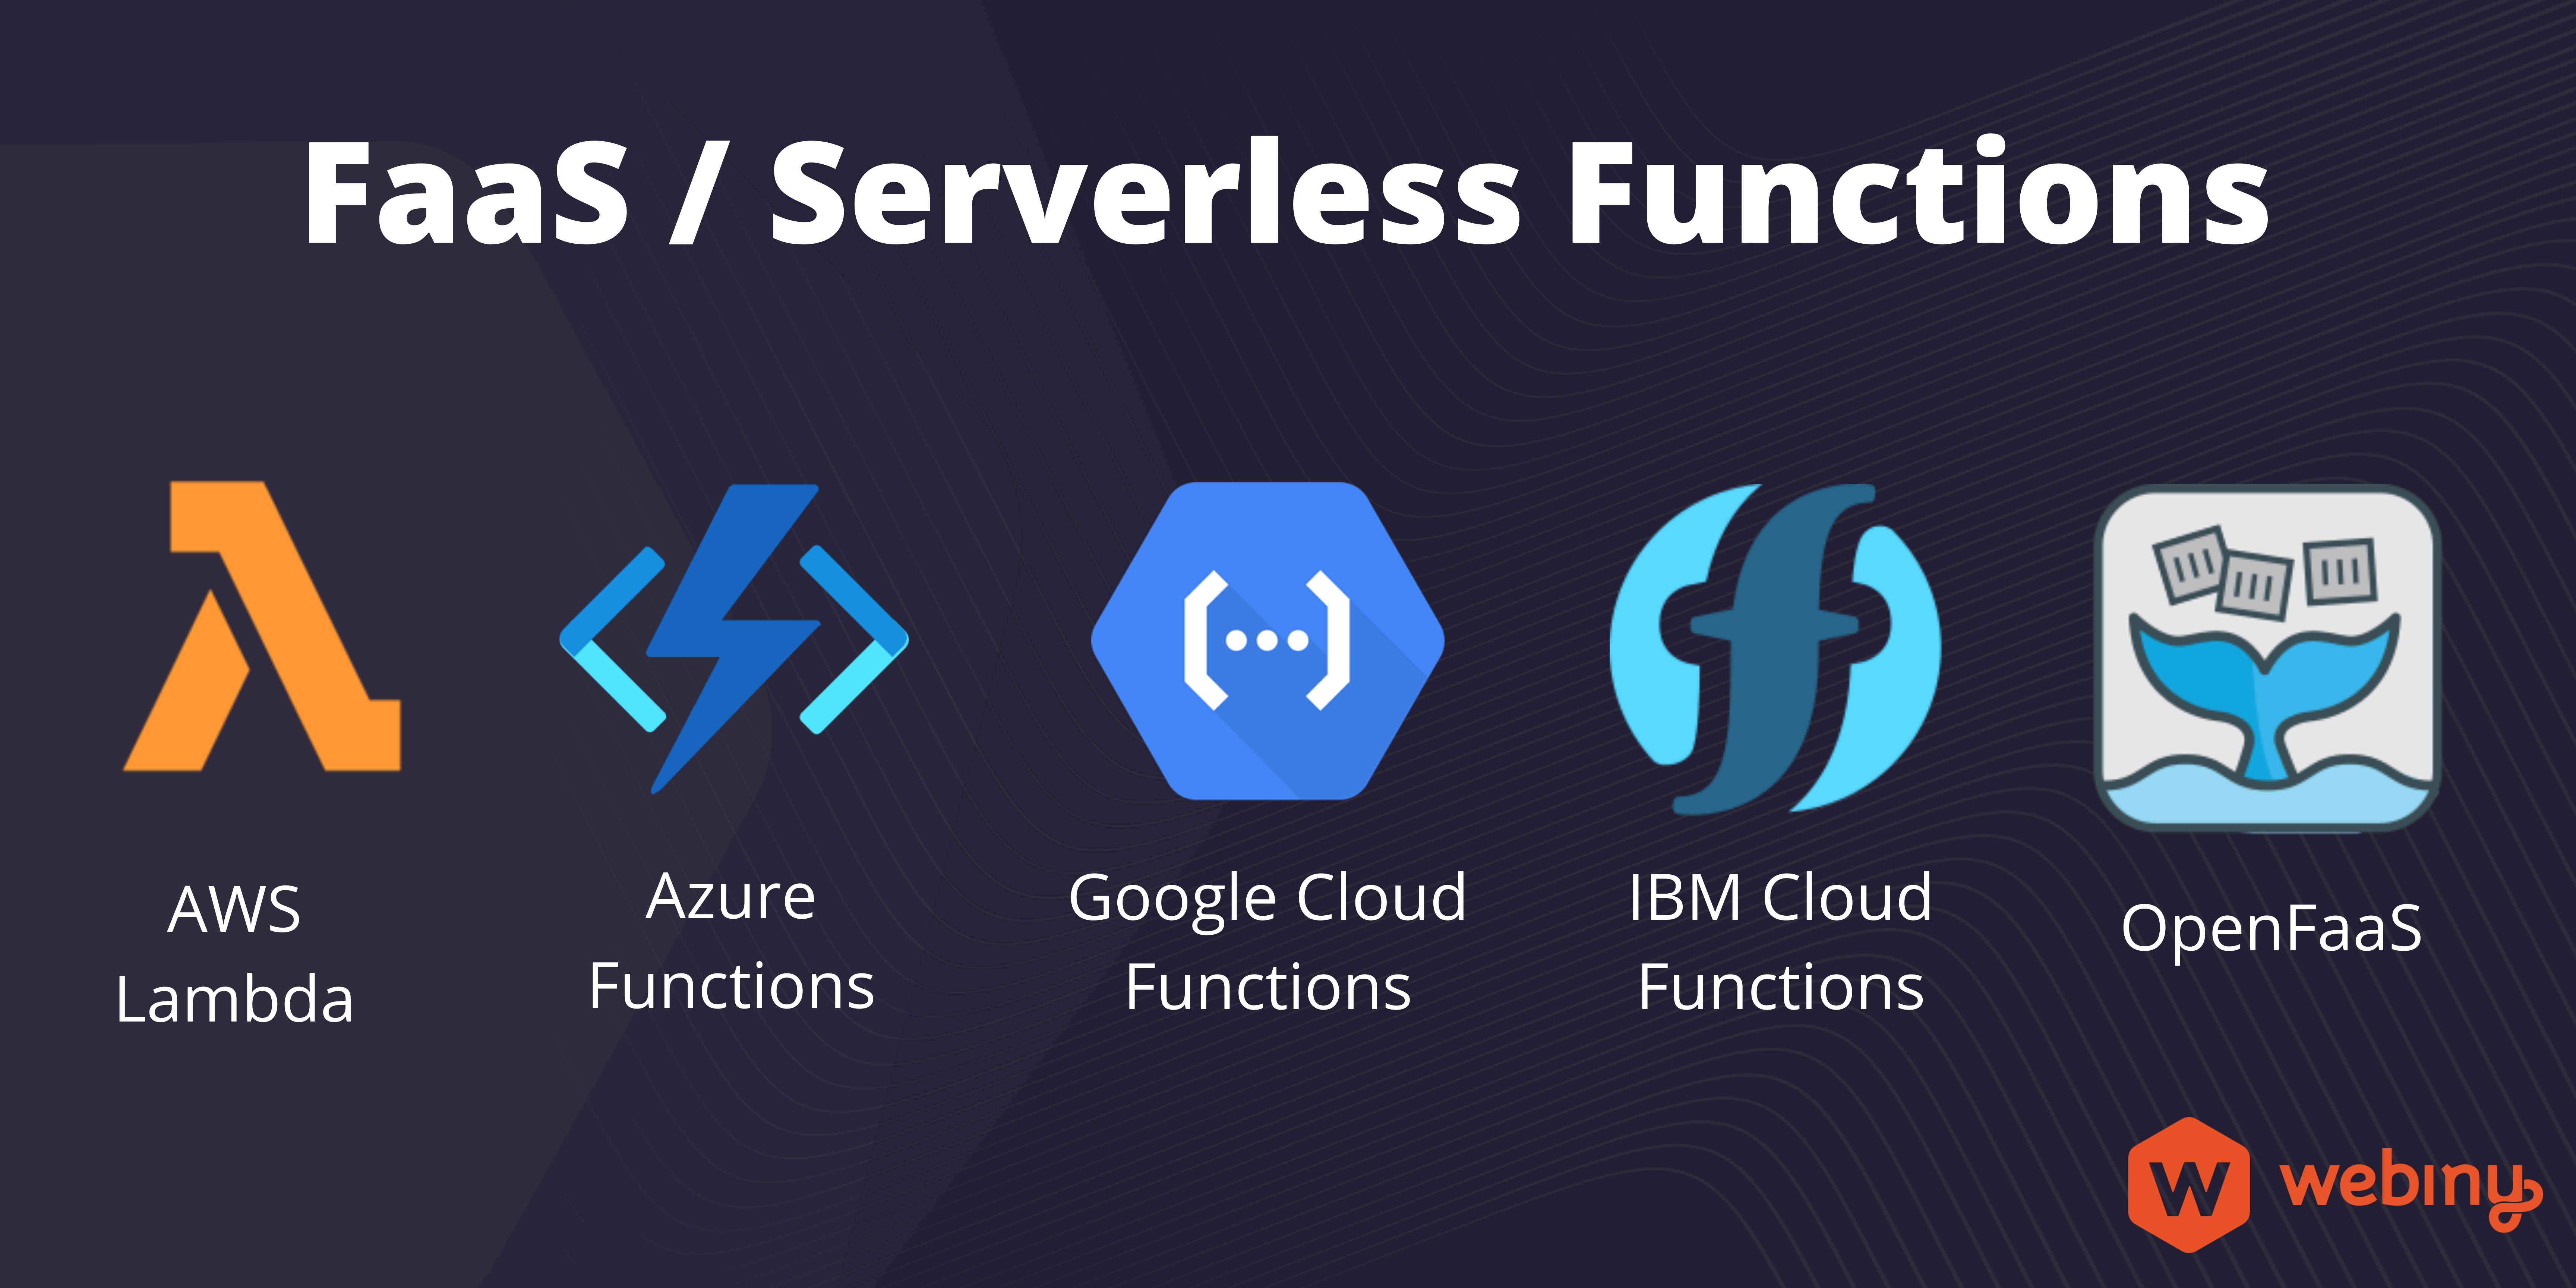 FaaS / Serverless Functions
AWS
Lambda
Azure
Functions
Google Cloud
Functions
IBM Cloud
Functions
OpenFaaS
W webiny